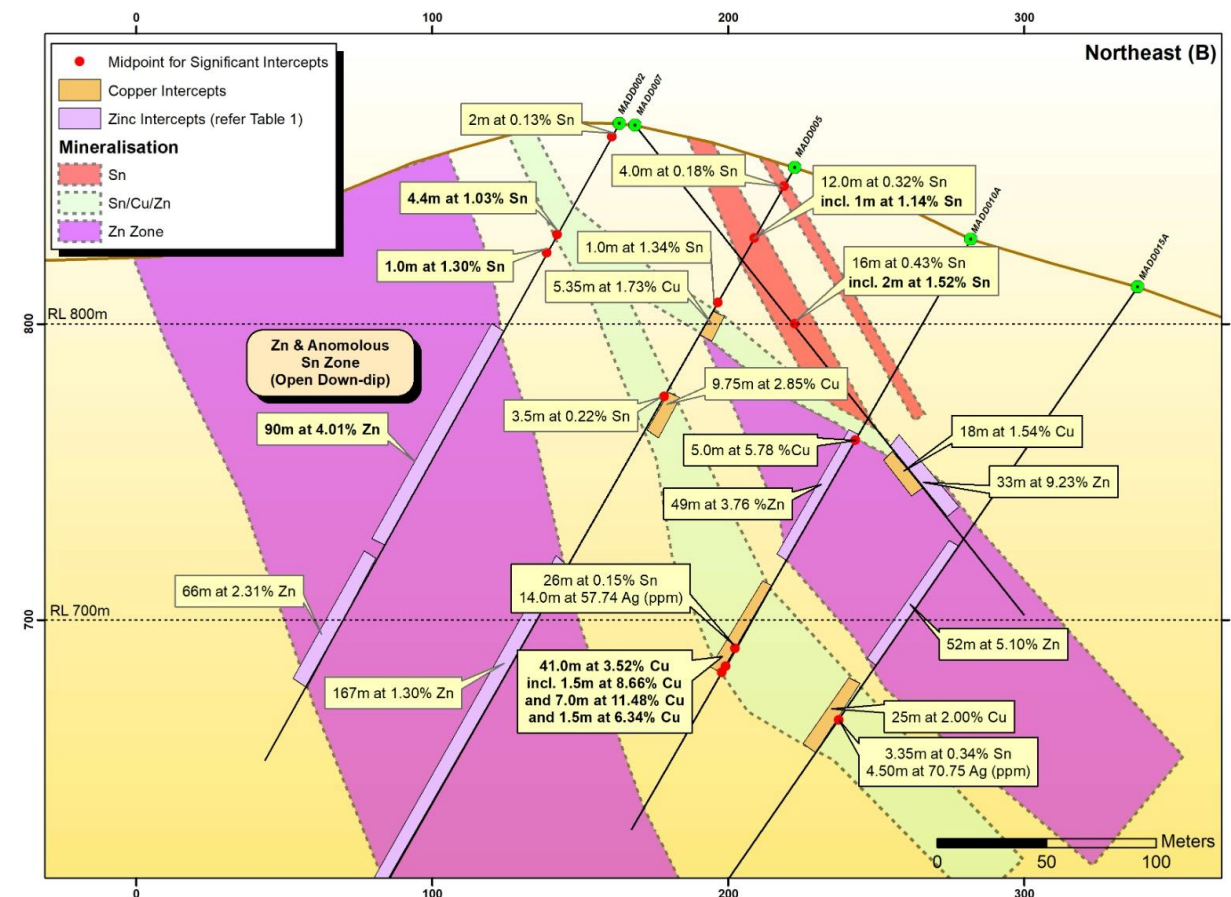 0
100
200
300
Northeast (B)
Midpoint for Significant Intercepts
Copper Intercepts
Zinc Intercepts (refer Table 1)
Mineralisation
Sn
Sn/Cu/Zn
Zn Zone
MADD002
MADD007
MADD005
MADD010A
MADD015A
2m at 0.13% Sn
4.0m at 0.18% Sn
12.0m at 0.32% Sn
incl. 1m at 1.14% Sn
4.4m at 1.03% Sn
1.0m at 1.34% Sn
1.0m at 1.30% Sn
5.35m at 1.73% Cu
16m at 0.43% Sn
incl. 2m at 1.52% Sn
RL 800m
800
800
Zn & Anomolous
Sn Zone
(Open Down-dip)
9.75m at 2.85% Cu
3.5m at 0.22% Sn
90m at 4.01% Zn
5.0m at 5.78 %Cu
18m at 1.54% Cu
33m at 9.23% Zn
49m at 3.76 %Zn
26m at 0.15% Sn
14.0m at 57.74 Ag (ppm)
66m at 2.31% Zn
RL 700m
700
700
52m at 5.10% Zn
41.0m at 3.52% Cu
incl. 1.5m at 8.66% Cu
and 7.0m at 11.48% Cu
and 1.5m at 6.34% Cu
167m at 1.30% Zn
25m at 2.00% Cu
3.35m at 0.34% Sn
4.50m at 70.75 Ag (ppm)
Meters
0
50
100
0
100
200
300